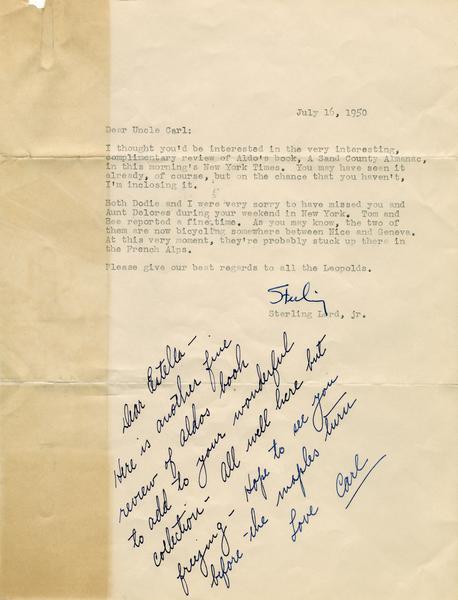 July 16, 1950
Dear Uncle Carl:
I thought you'd be interested in the very interesting,
complimentary review of Aldo's book, A Sand County Almanac,
in this morning's New York Times. You may have seen it
already, of course, but on the chance that you haven't,
I'm inclosing it.
Both Dodie and I were very sorry to have missed you and
Aunt Delores during your weekend in New York. Tom and
Bee reported a fine time. As you may know, the two of
them are now bicycling somewhere between Nice and Geneva.
At this very moment, they're probably stuck up there in
the French Alps.
Please give our best regards to all the Leopolds.
Sterling
Sterling Lord, jr.
Dear Estella -
Here is another fine
review of Aldos book
to add to your wonderful
collection - All well here but
freezing - Hope to see you
before the maples turn
Love Carl